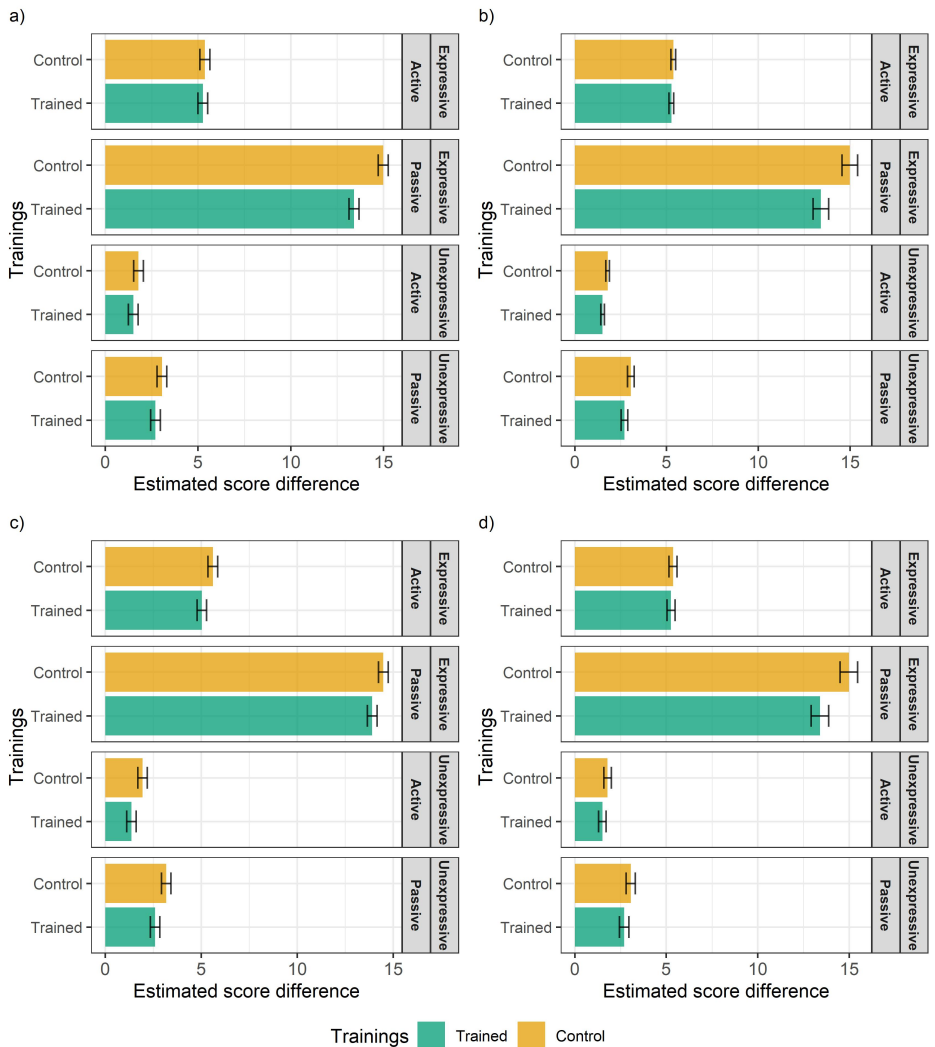 a)
Control
Trained
Active
Expressive
Control
Trained
Passive
Expressive
Control
Trained
Active
Unexpressive
Control
Trained
Passive
Unexpressive
Trainings
0 5 10 15
Estimated score difference
b)
Control
Trained
Active
Expressive
Control
Trained
Passive
Expressive
Control
Trained
Active
Unexpressive
Control
Trained
Passive
Unexpressive
Trainings
0 5 10 15
Estimated score difference
c)
Control
Trained
Active
Expressive
Control
Trained
Passive
Expressive
Control
Trained
Active
Unexpressive
Control
Trained
Passive
Unexpressive
Trainings
0 5 10 15
Estimated score difference
d)
Control
Trained
Active
Expressive
Control
Trained
Passive
Expressive
Control
Trained
Active
Unexpressive
Control
Trained
Passive
Unexpressive
Trainings
0 5 10 15
Estimated score difference
Trainings Trained Control